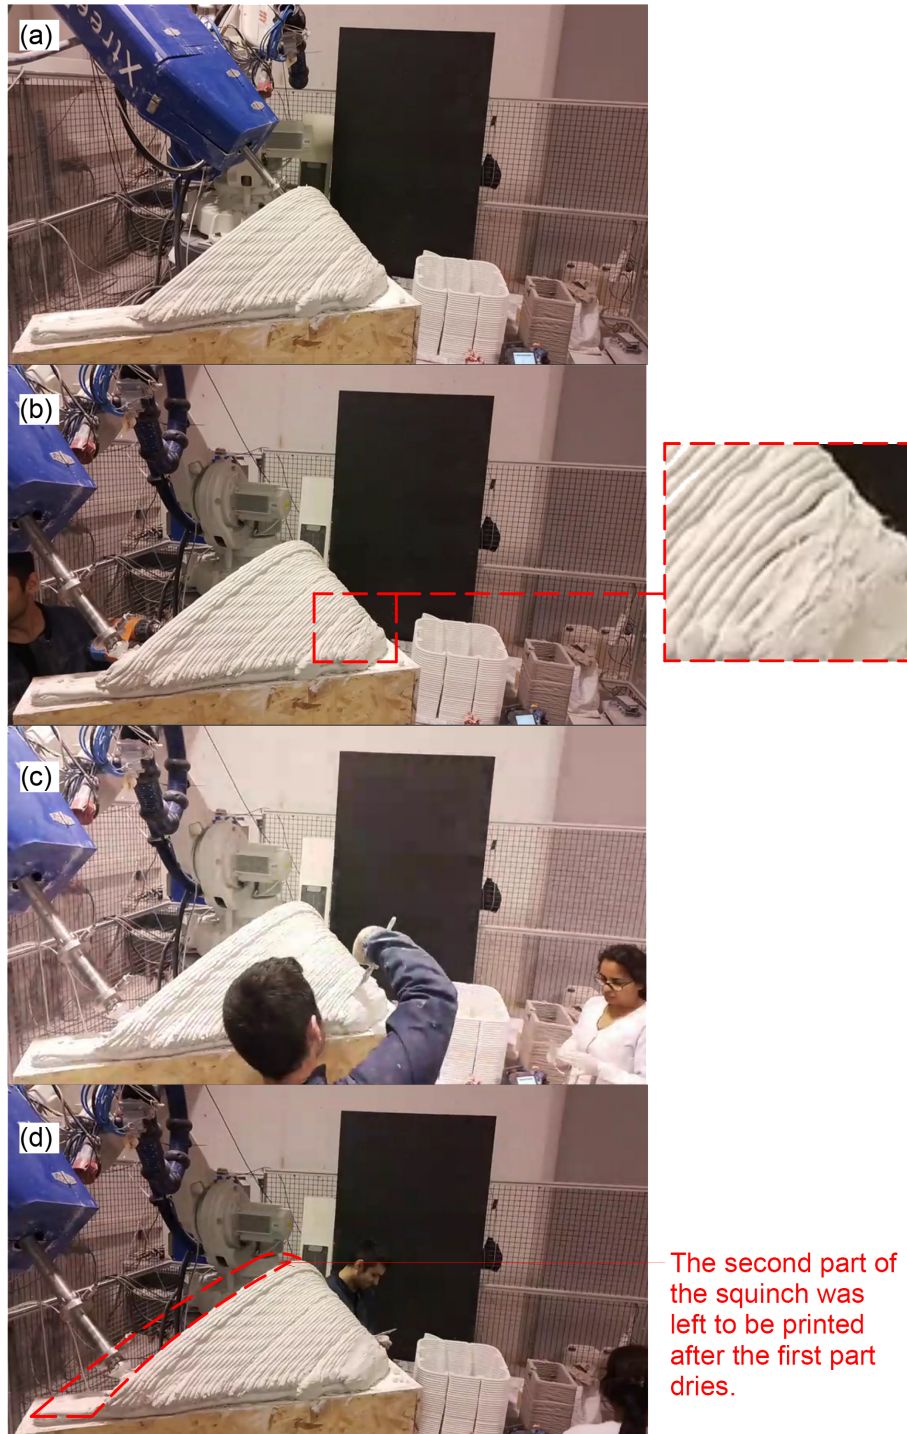 (a)
Xtree
(b)
(c)
(d)
The second part of
the squinch was
left to be printed
after the first part
dries.